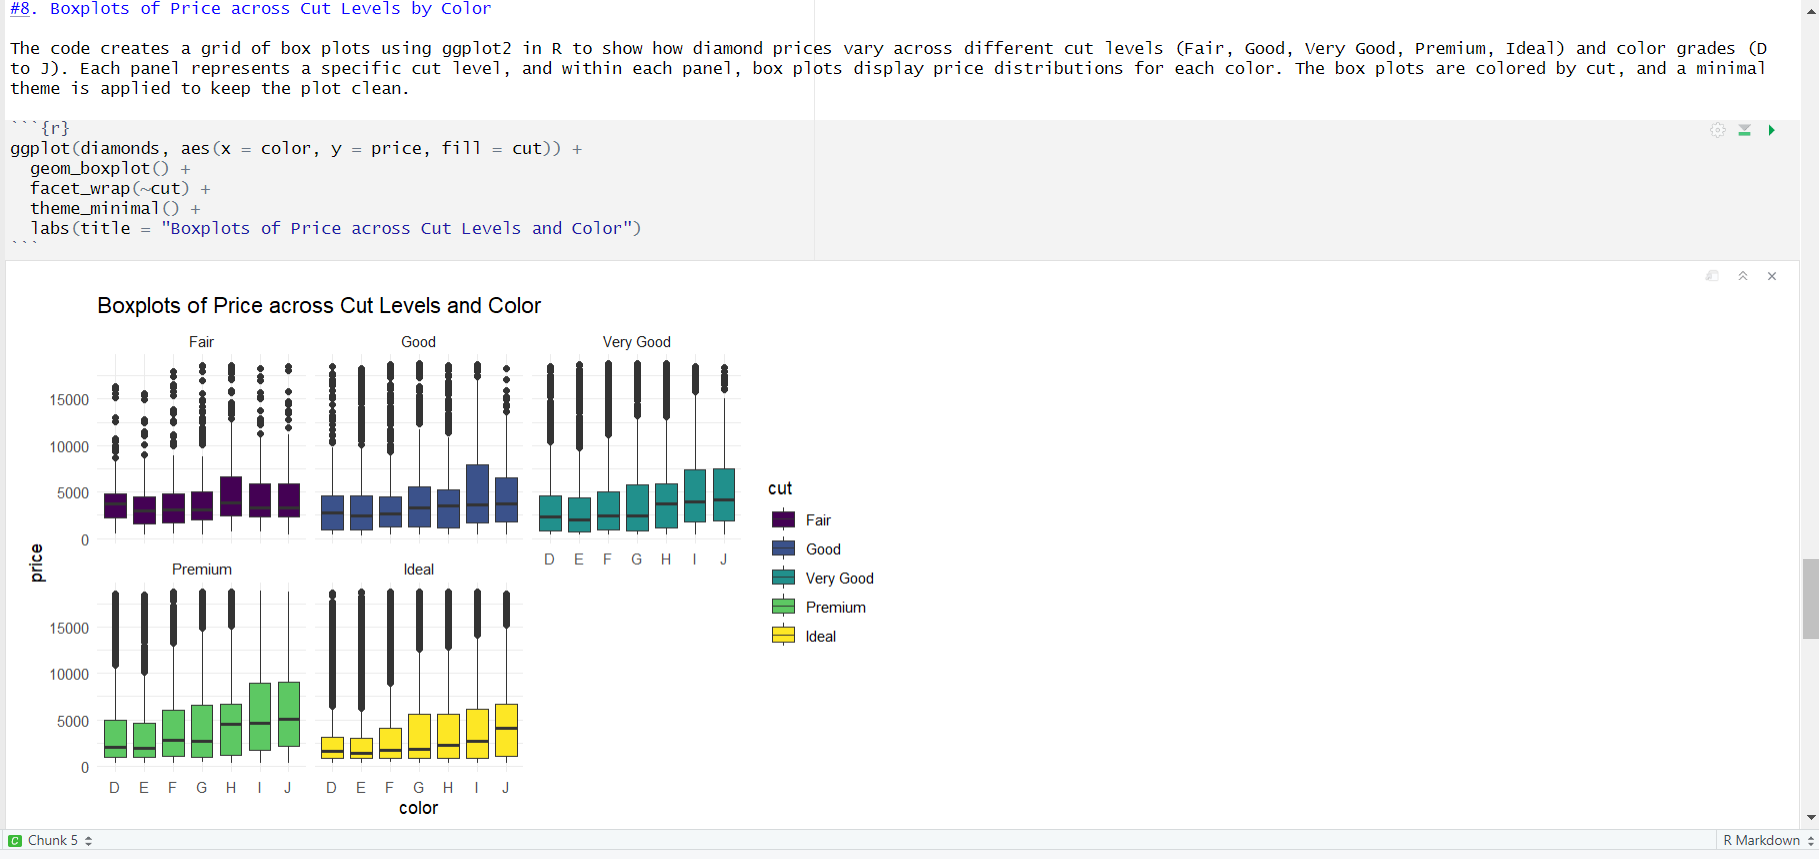 #8. Boxplots of Price across Cut Levels by Color
The code creates a grid of box plots using ggplot2 in R to show how diamond prices vary across different cut levels (Fair, Good, Very Good, Premium, Ideal) and color grades (D
to J). Each panel represents a specific cut level, and within each panel, box plots display price distributions for each color. The box plots are colored by cut, and a minimal
theme is applied to keep the plot clean.
```{r}
ggplot(diamonds, aes(x = color, y = price, fill = cut)) +
  geom_boxplot() +
  facet_wrap(~cut) +
  theme_minimal() +
  labs(title = "Boxplots of Price across Cut Levels and Color")
```
Boxplots of Price across Cut Levels and Color
Fair Good Very Good
15000
10000
5000
0
D E F G H I J
price
Premium Ideal
15000
10000
5000
0
D E F G H I J D E F G H I J
color
cut
Fair
Good
Very Good
Premium
Ideal
C Chunk 5 R Markdown